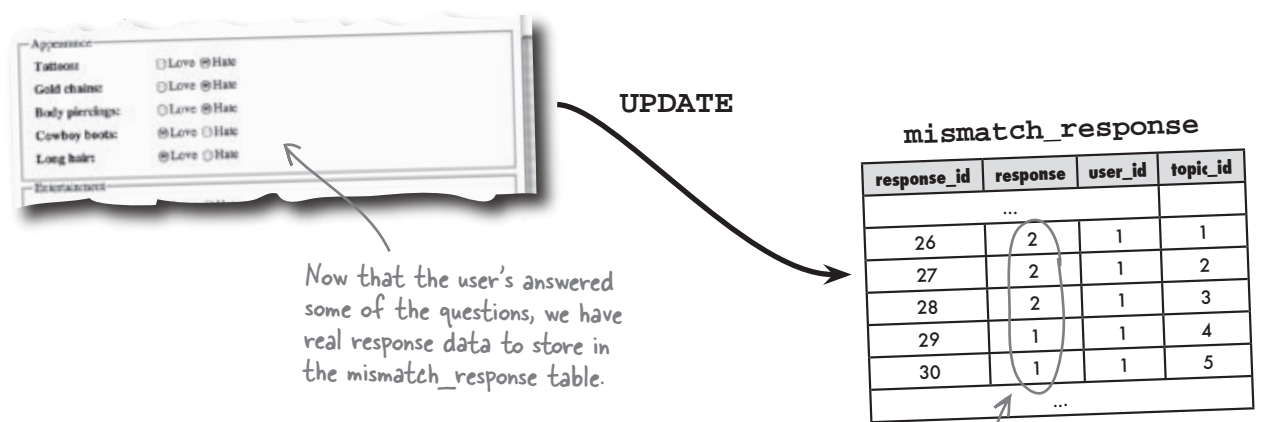 Appearance
Tattoos: Love Hate
Gold chains: Love Hate
Body piercings: Love Hate
Cowboy boots: Love Hate
Long hair: Love Hate
Entertainment
UPDATE
Now that the user's answered
some of the questions, we have
real response data to store in
the mismatch_response table.
mismatch_response
response_id response user_id topic_id
...
26 2 1 1
27 2 1 2
28 2 1 3
29 1 1 4
30 1 1 5
...